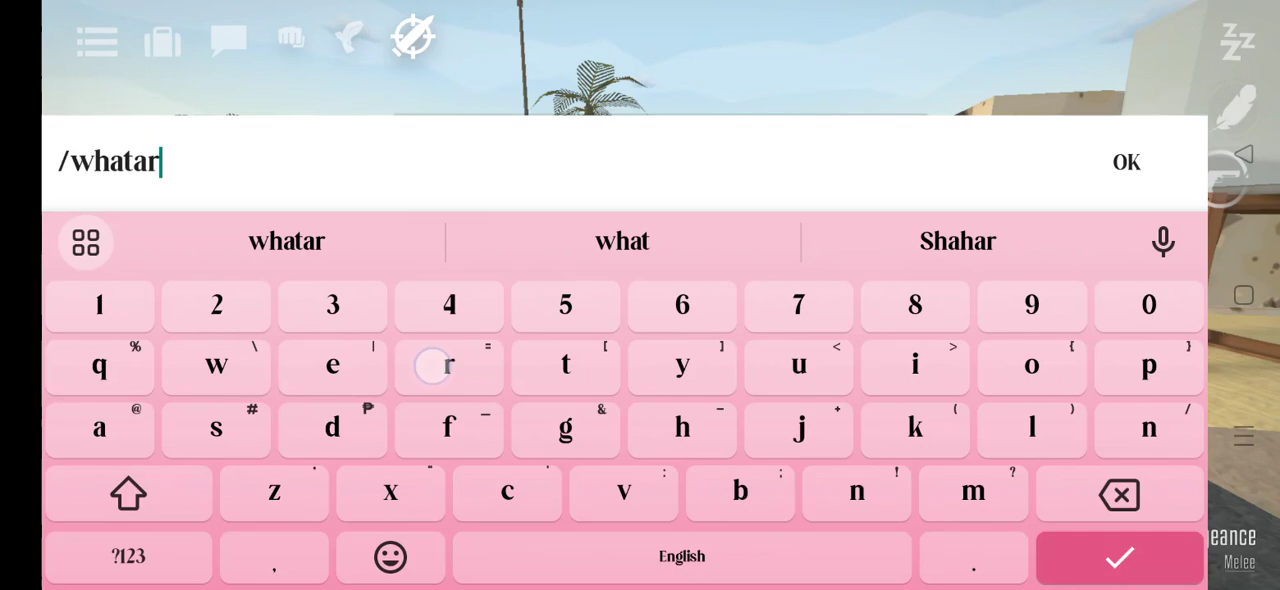 /whatar
OK
whatar what Shahar
1 2 3 4 5 6 7 8 9 0
q % w \ e | r = t [ y ] u < i > o { p }
a @ s # d ₱ f _ g & h - j + k ( l ) n /
z x c v : b ; n ! m ?
?123 , English .
eance
Melee